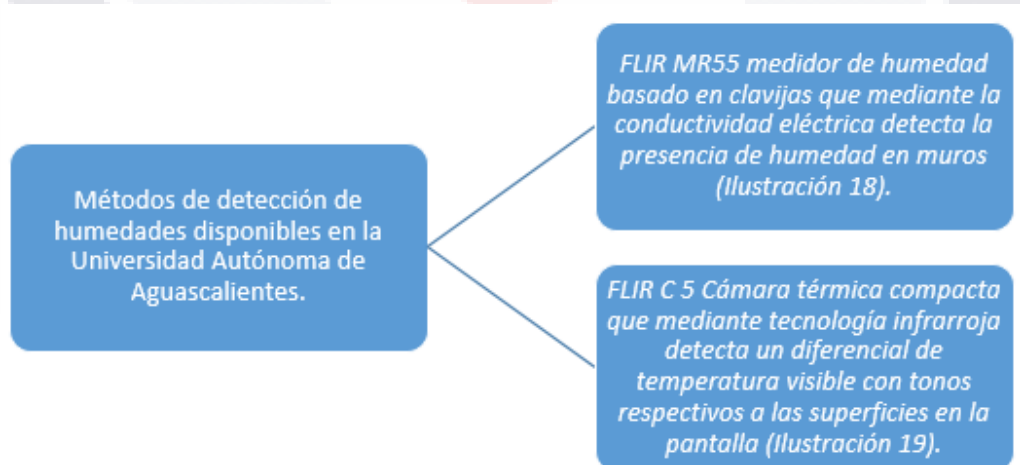 Métodos de detección de
humedades disponibles en la
Universidad Autónoma de
Aguascalientes.
FLIR MR55 medidor de humedad
basado en clavijas que mediante la
conductividad eléctrica detecta la
presencia de humedad en muros
(Ilustración 18).
FLIR C 5 Cámara térmica compacta
que mediante tecnología infrarroja
detecta un diferencial de
temperatura visible con tonos
respectivos a las superficies en la
pantalla (Ilustración 19).